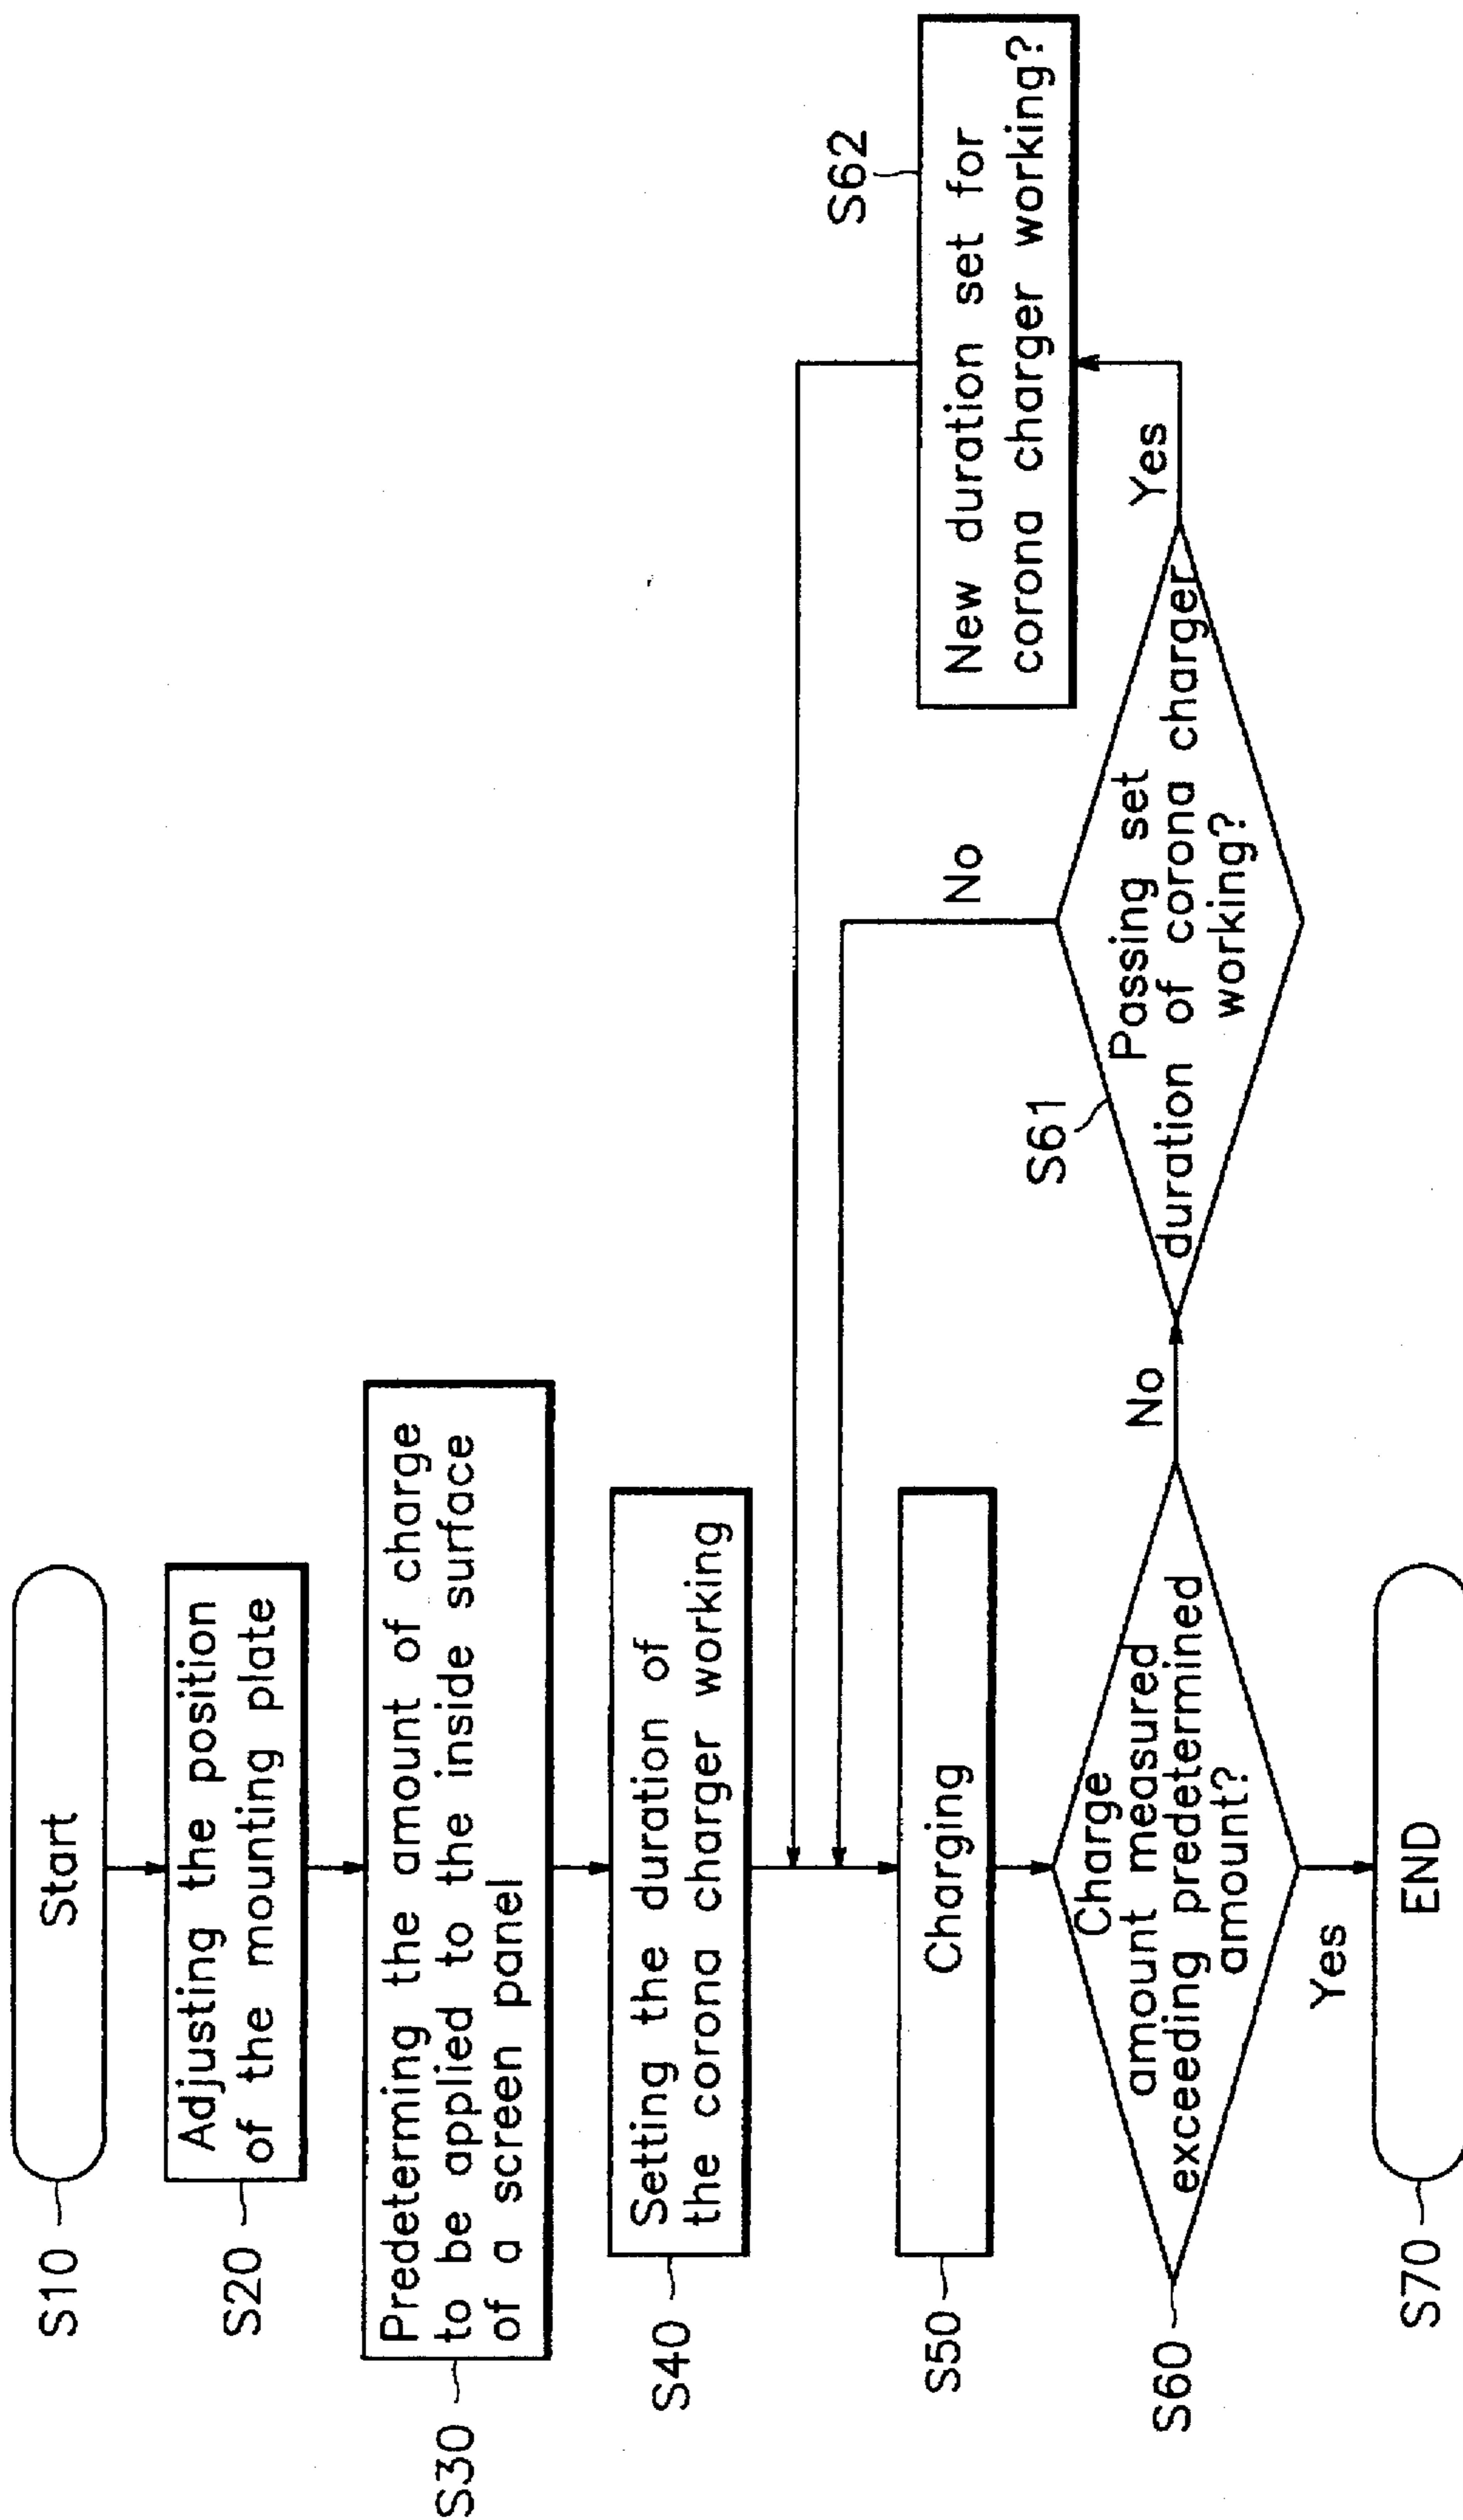 S10
Start
S20
Adjusting the position
of the mounting plate
S30
Predetermining the amount of charge
to be applied to the inside surface
of a screen panel
S40
Setting the duration of
the corona charger working
S50
Charging
S60
Charge
amount measured
exceeding predetermined
amount?
No
Yes
S61
Passing set
duration of corona charger
working?
No
Yes
S62
New duration set for
corona charger working?
S70
END